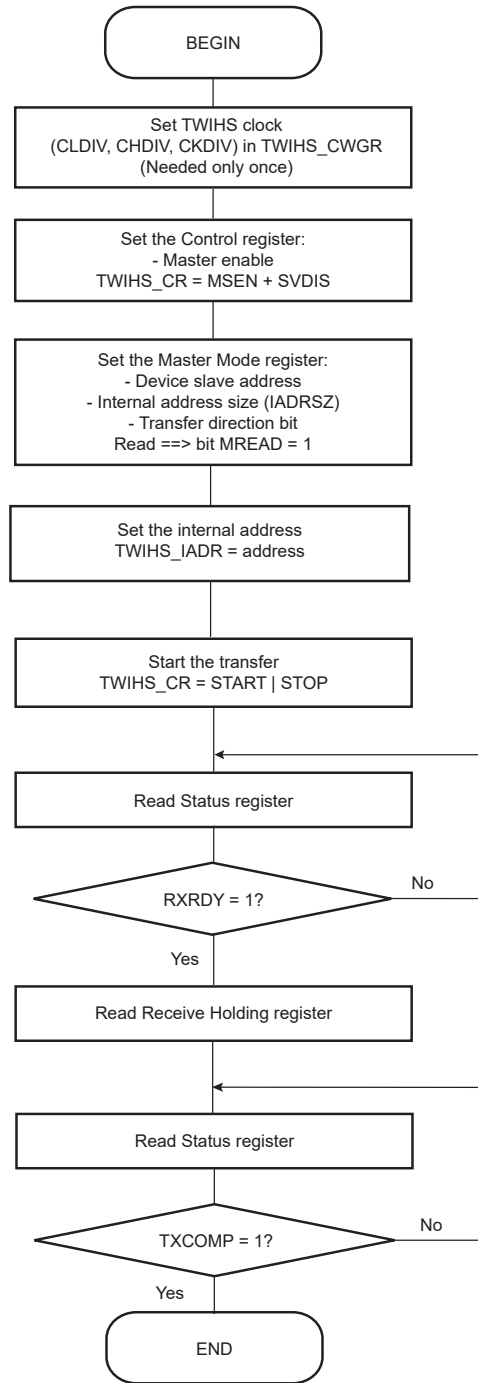 BEGIN
Set TWIHS clock
(CLDIV, CHDIV, CKDIV) in TWIHS_CWGR
(Needed only once)
Set the Control register:
- Master enable
TWIHS_CR = MSEN + SVDIS
Set the Master Mode register:
- Device slave address
- Internal address size (IADRSZ)
- Transfer direction bit
Read ==> bit MREAD = 1
Set the internal address
TWIHS_IADR = address
Start the transfer
TWIHS_CR = START | STOP
Read Status register
RXRDY = 1?
No
Yes
Read Receive Holding register
Read Status register
TXCOMP = 1?
No
Yes
END